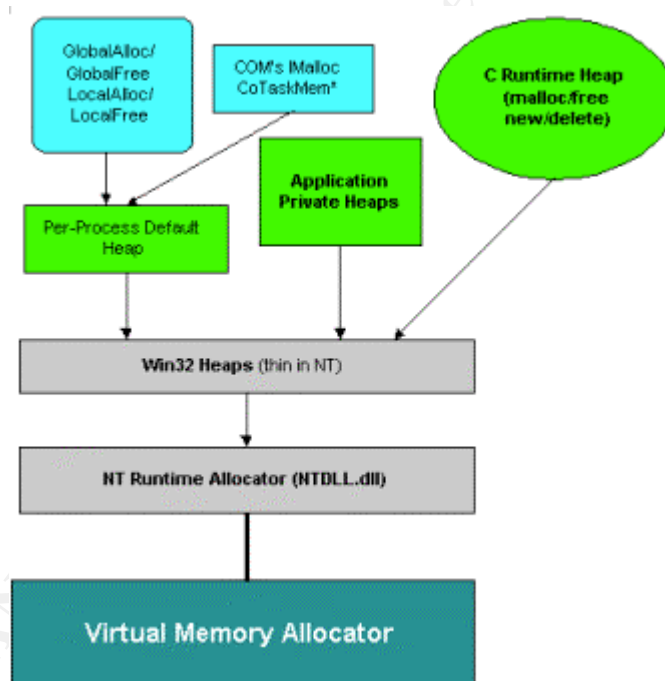 GlobalAlloc/
GlobalFree
LocalAlloc/
LocalFree
COM's IMalloc
CoTaskMem*
C Runtime Heap
(malloc/free
new/delete)
Application
Private Heaps
Per-Process Default
Heap
Win32 Heaps (thin in NT)
NT Runtime Allocator (NTDLL.dll)
Virtual Memory Allocator